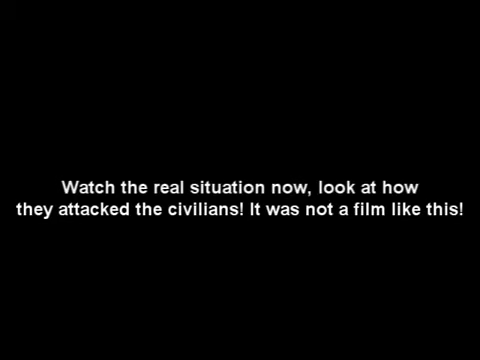 Watch the real situation now, look at how
they attacked the civilians! It was not a film like this!